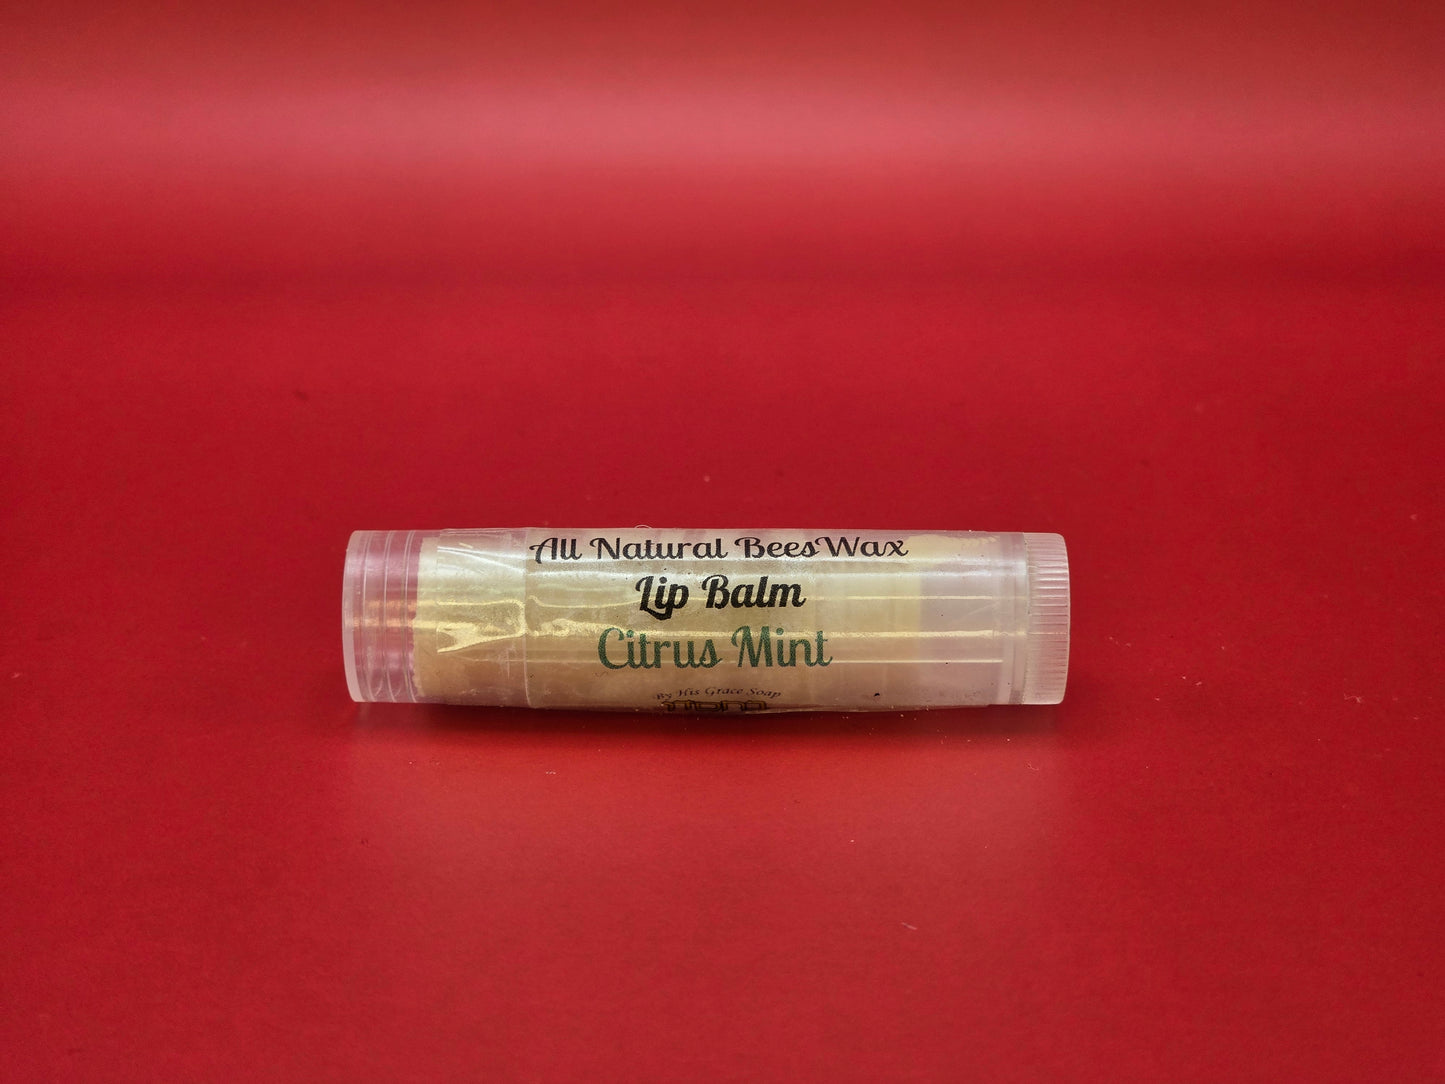 All Natural BeesWax
Lip Balm
Citrus Mint
By His Grace Soap